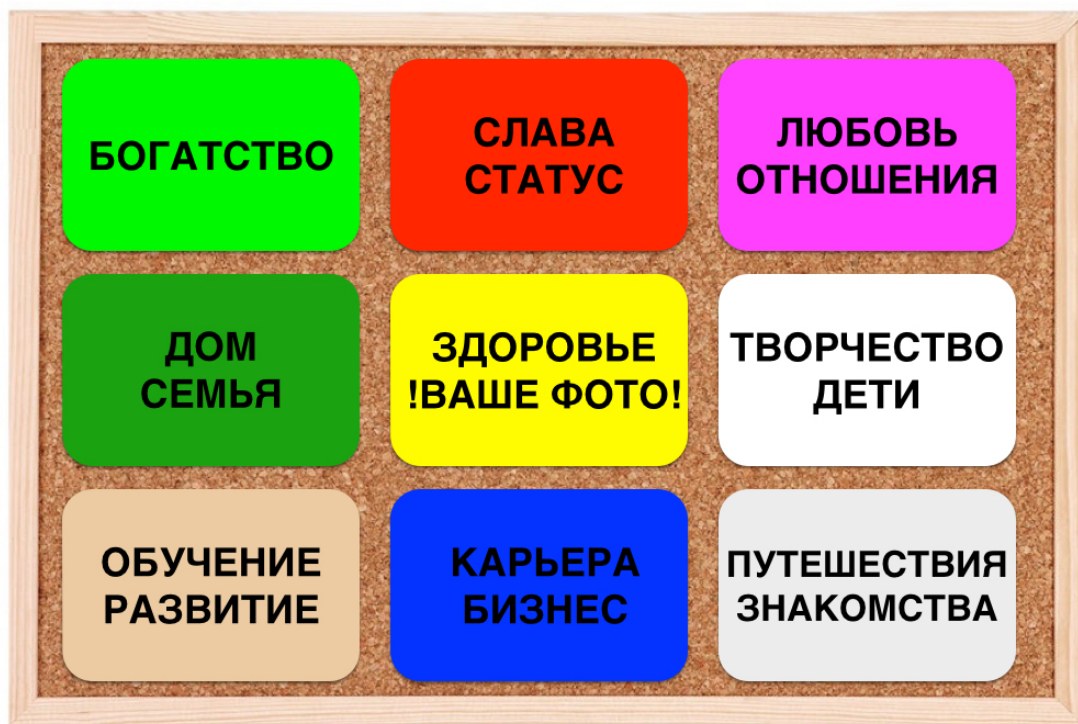 БОГАТСТВО
СЛАВА
СТАТУС
ЛЮБОВЬ
ОТНОШЕНИЯ
ДОМ
СЕМЬЯ
ЗДОРОВЬЕ
!ВАШЕ ФОТО!
ТВОРЧЕСТВО
ДЕТИ
ОБУЧЕНИЕ
РАЗВИТИЕ
КАРЬЕРА
БИЗНЕС
ПУТЕШЕСТВИЯ
ЗНАКОМСТВА